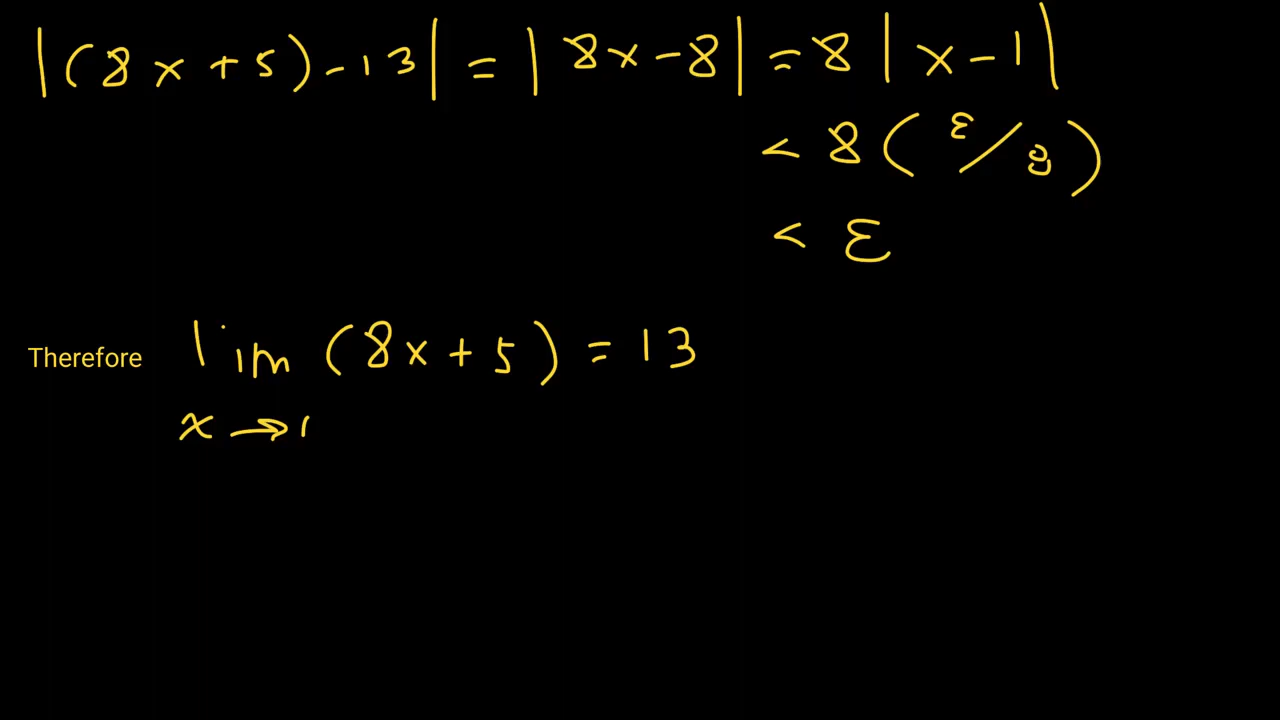 |(8x+5)-13| = |8x-8| = 8|x-1|
< 8(ε/8)
< ε
Therefore lim (8x+5) = 13
x→1